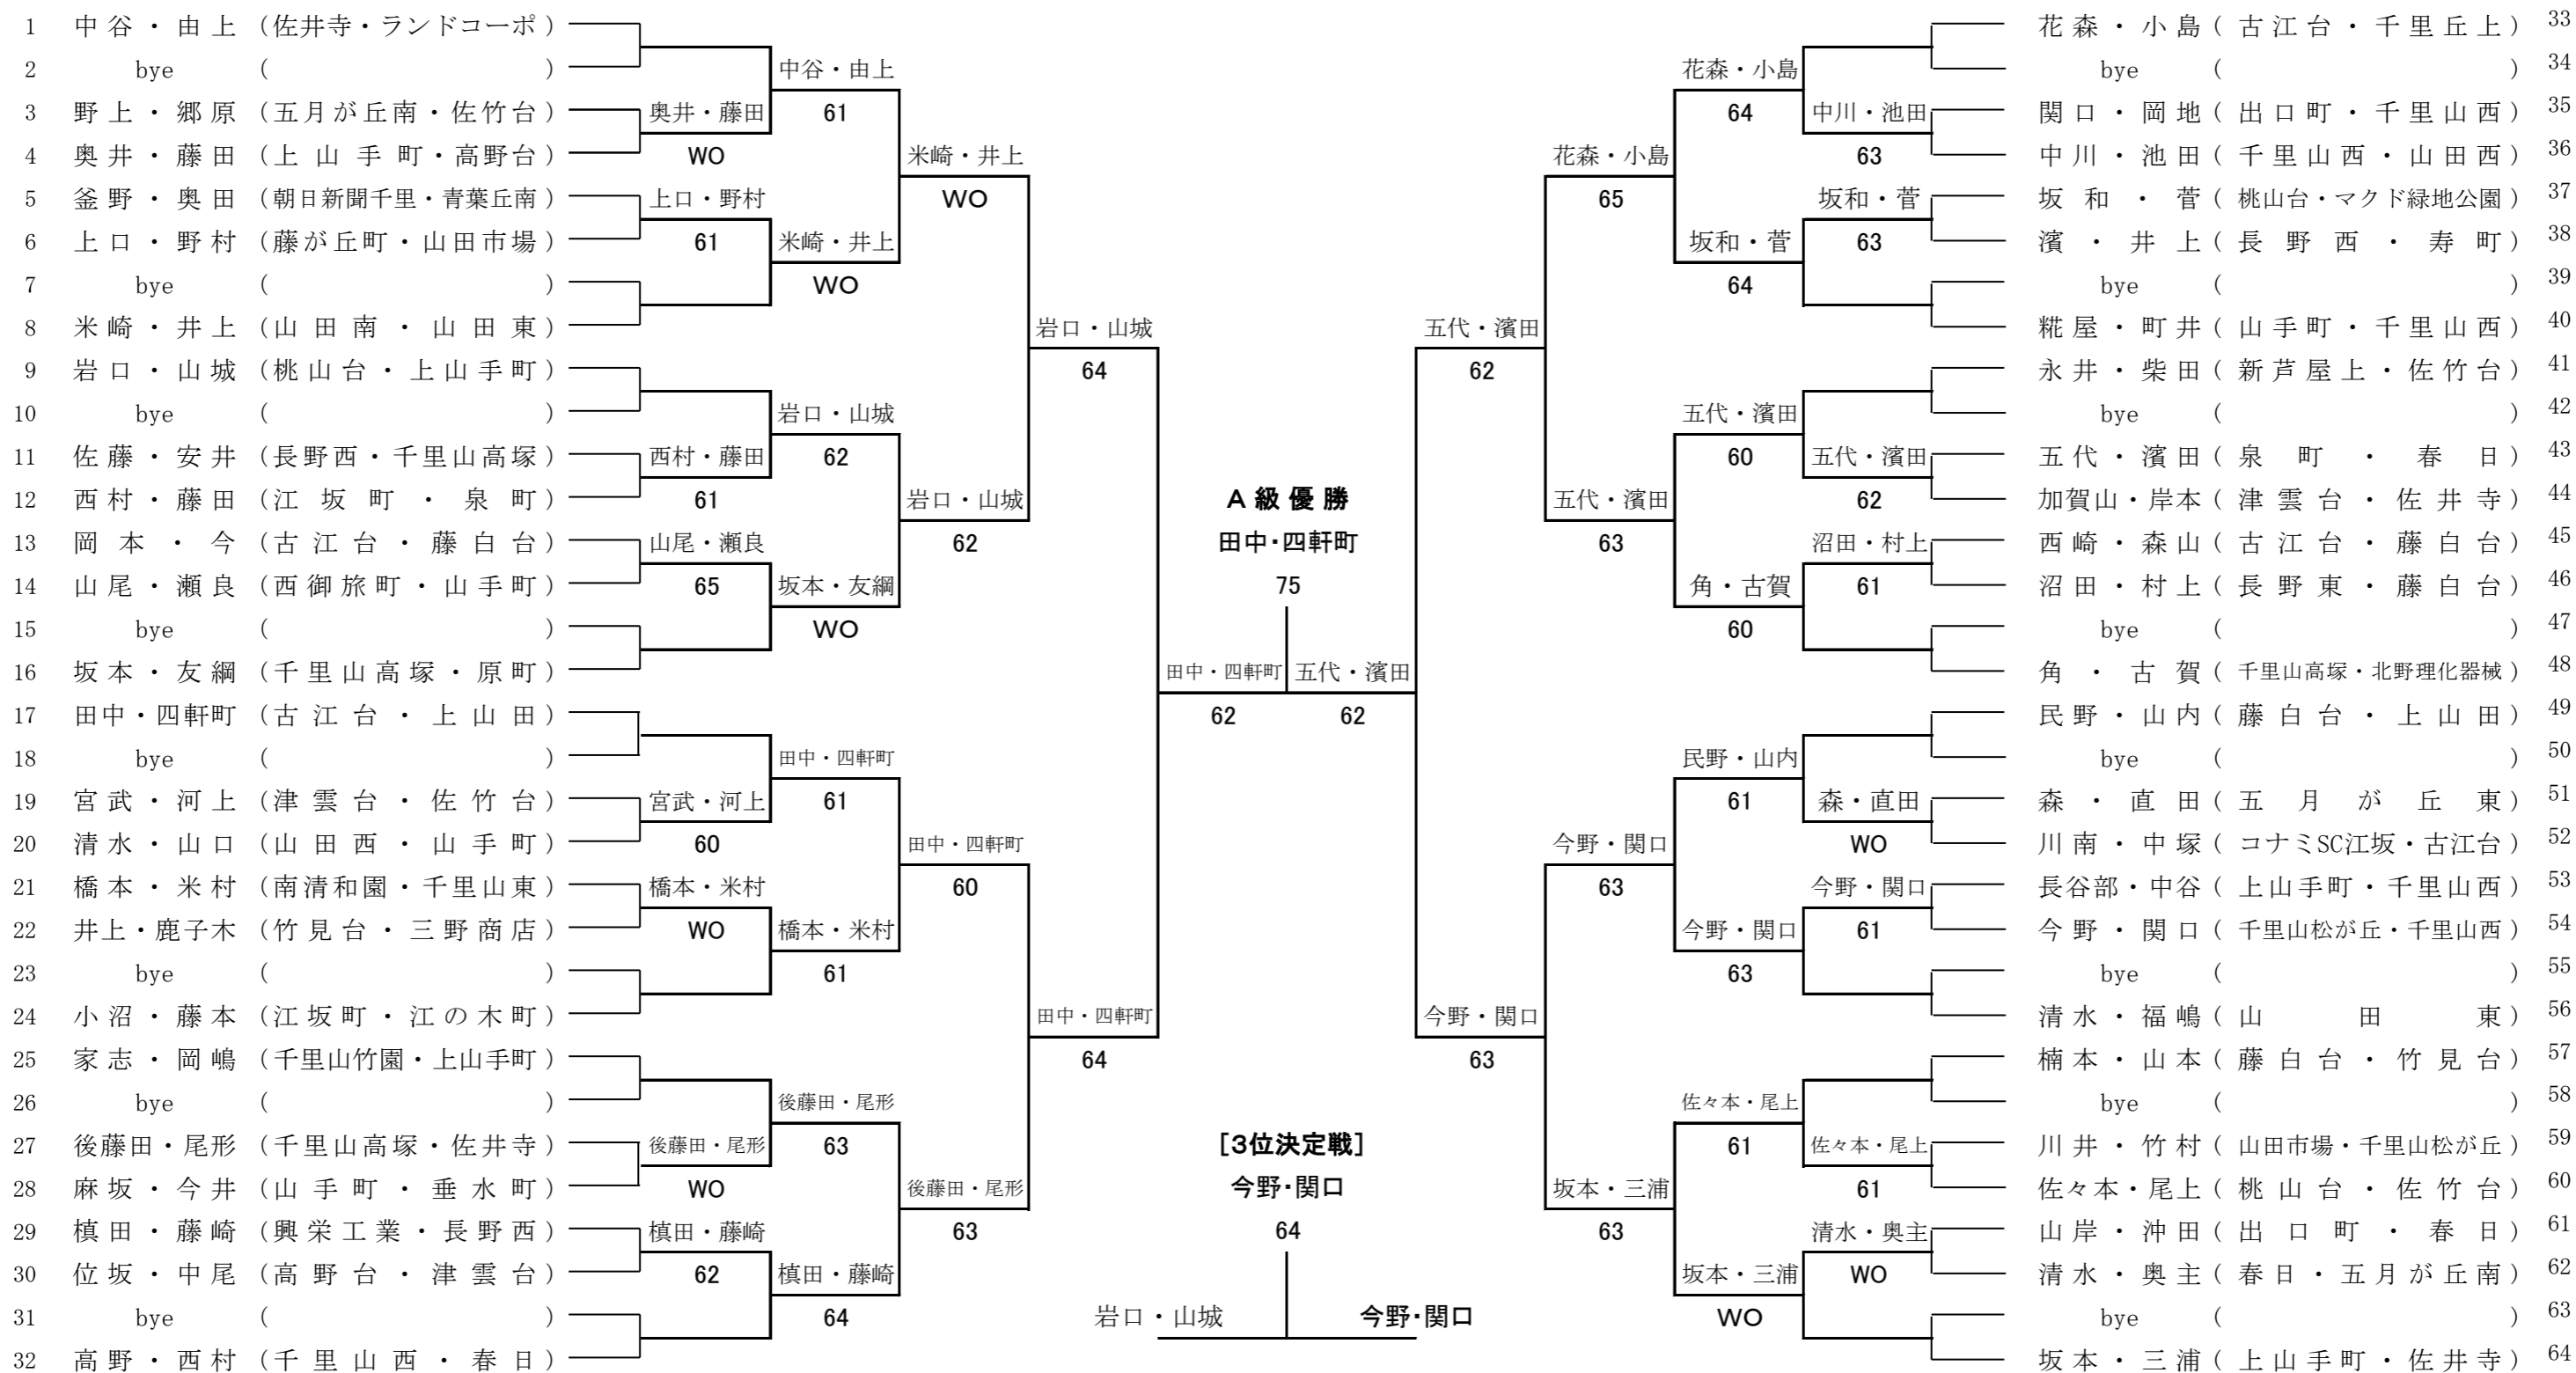 1 中谷・由上 (佐井寺・ランドコーポ)
2 bye ( )
3 野上・郷原 (五月が丘南・佐竹台)
4 奥井・藤田 (上山手町・高野台)
5 釜野・奥田 (朝日新聞千里・青葉丘南)
6 上口・野村 (藤が丘町・山田市場)
7 bye ( )
8 米崎・井上 (山田南・山田東)
9 岩口・山城 (桃山台・上山手町)
10 bye ( )
11 佐藤・安井 (長野西・千里山高塚)
12 西村・藤田 (江坂町・泉町)
13 岡本・今 (古江台・藤白台)
14 山尾・瀬良 (西御旅町・山手町)
15 bye ( )
16 坂本・友綱 (千里山高塚・原町)
17 田中・四軒町 (古江台・上山田)
18 bye ( )
19 宮武・河上 (津雲台・佐竹台)
20 清水・山口 (山田西・山手町)
21 橋本・米村 (南清和園・千里山東)
22 井上・鹿子木 (竹見台・三野商店)
23 bye ( )
24 小沼・藤本 (江坂町・江の木町)
25 家志・岡嶋 (千里山竹園・上山手町)
26 bye ( )
27 後藤田・尾形 (千里山高塚・佐井寺)
28 麻坂・今井 (山手町・垂水町)
29 槙田・藤崎 (興栄工業・長野西)
30 位坂・中尾 (高野台・津雲台)
31 bye ( )
32 高野・西村 (千里山西・春日)
奥井・藤田
WO
上口・野村
61
西村・藤田
61
山尾・瀬良
65
宮武・河上
60
橋本・米村
WO
後藤田・尾形
WO
槙田・藤崎
62
中谷・由上
61
米崎・井上
WO
岩口・山城
62
坂本・友綱
WO
田中・四軒町
61
橋本・米村
61
後藤田・尾形
63
槙田・藤崎
64
米崎・井上
WO
岩口・山城
62
田中・四軒町
60
後藤田・尾形
63
岩口・山城
64
田中・四軒町
64
A級優勝
田中・四軒町
75
田中・四軒町 五代・濱田
62 62
[3位決定戦]
今野・関口
64
岩口・山城 今野・関口
五代・濱田
62
今野・関口
63
花森・小島
65
五代・濱田
63
今野・関口
63
坂本・三浦
63
花森・小島
64
坂和・菅
64
五代・濱田
60
角・古賀
60
民野・山内
61
今野・関口
63
佐々本・尾上
61
坂本・三浦
WO
中川・池田
63
坂和・菅
63
五代・濱田
62
沼田・村上
61
森・直田
WO
今野・関口
61
佐々本・尾上
61
清水・奥主
WO
花森・小島 (古江台・千里丘上) 33
bye ( ) 34
関口・岡地 (出口町・千里山西) 35
中川・池田 (千里山西・山田西) 36
坂和・菅 (桃山台・マクド緑地公園) 37
濱・井上 (長野西・寿町) 38
bye ( ) 39
糀屋・町井 (山手町・千里山西) 40
永井・柴田 (新芦屋上・佐竹台) 41
bye ( ) 42
五代・濱田 (泉町・春日) 43
加賀山・岸本 (津雲台・佐井寺) 44
西崎・森山 (古江台・藤白台) 45
沼田・村上 (長野東・藤白台) 46
bye ( ) 47
角・古賀 (千里山高塚・北野理化器械) 48
民野・山内 (藤白台・上山田) 49
bye ( ) 50
森・直田 (五月が丘東) 51
川南・中塚 (コナミSC江坂・古江台) 52
長谷部・中谷 (上山手町・千里山西) 53
今野・関口 (千里山松が丘・千里山西) 54
bye ( ) 55
清水・福嶋 (山田東) 56
楠本・山本 (藤白台・竹見台) 57
bye ( ) 58
川井・竹村 (山田市場・千里山松が丘) 59
佐々本・尾上 (桃山台・佐竹台) 60
山岸・沖田 (出口町・春日) 61
清水・奥主 (春日・五月が丘南) 62
bye ( ) 63
坂本・三浦 (上山手町・佐井寺) 64